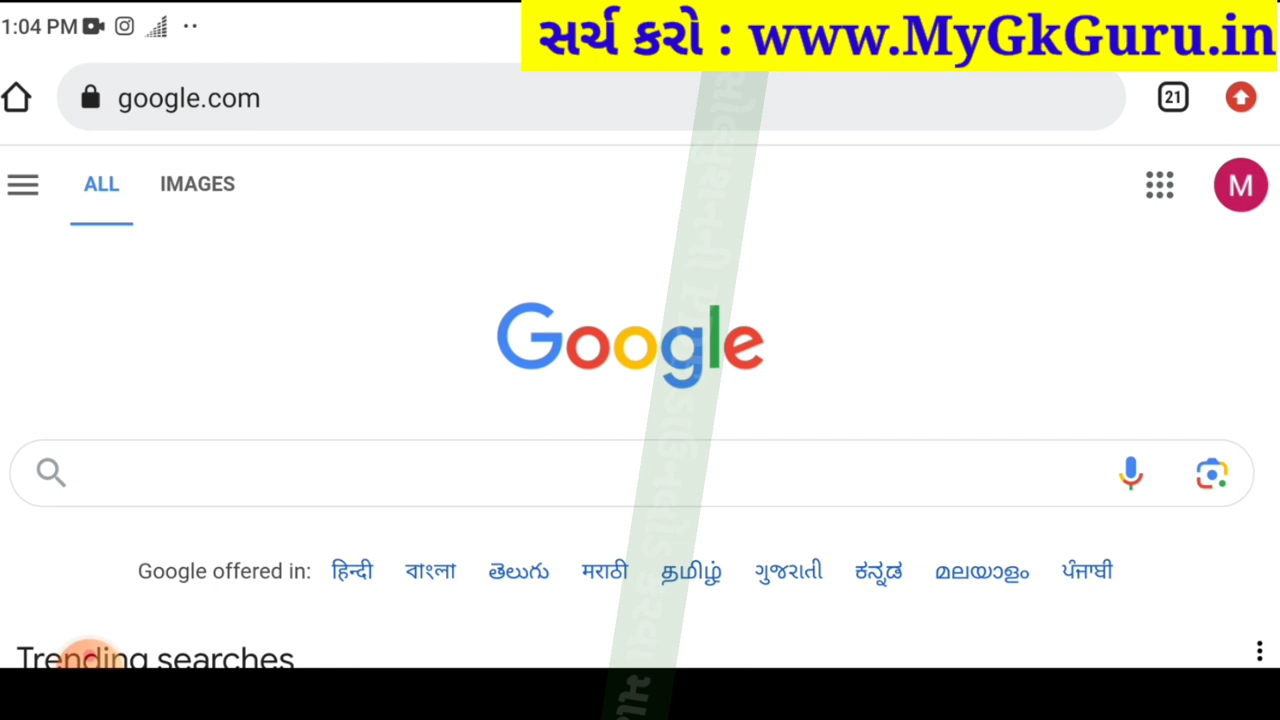 1:04 PM
સર્ચ કરો : www.MyGkGuru.in
google.com
21
ALL IMAGES
M
Google
Google offered in: हिन्दी বাংলা తెలుగు मराठी தமிழ் ગુજરાતી ಕನ್ನಡ മലയാളം ਪੰਜਾਬੀ
Trending searches